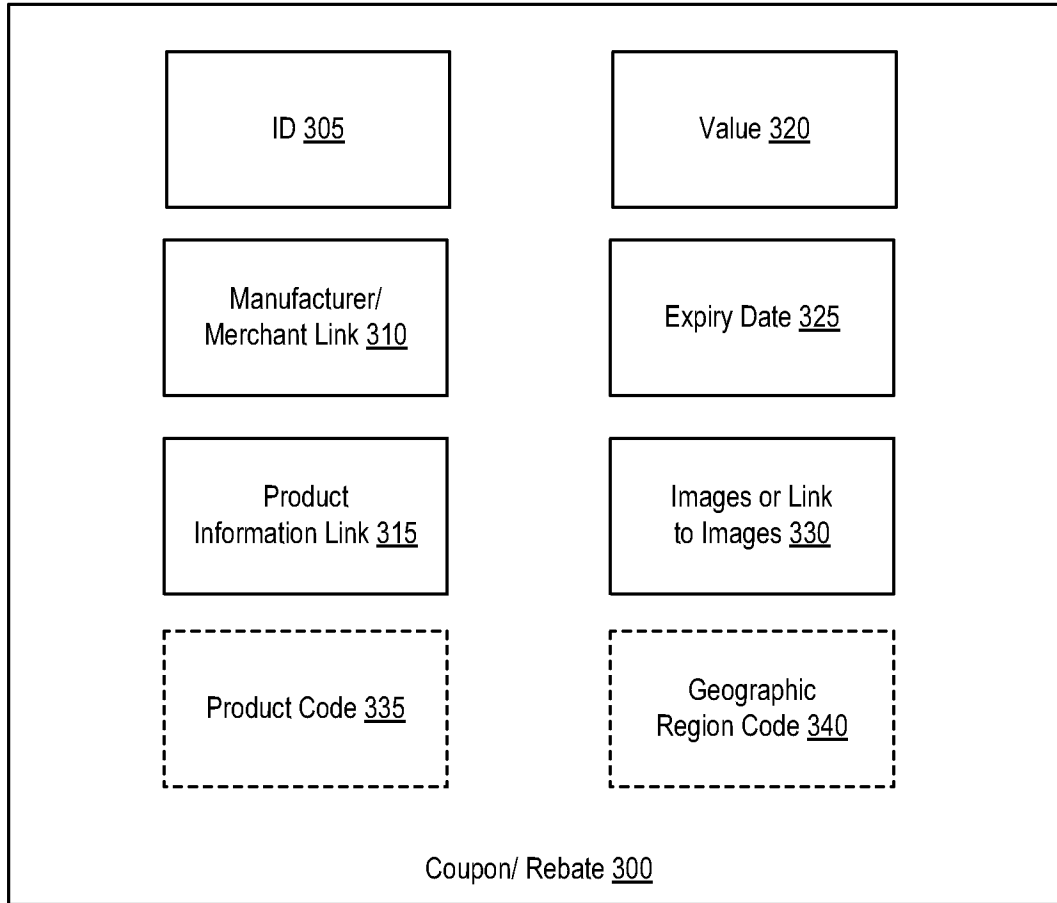 ID 305
Value 320
Manufacturer/
Merchant Link 310
Expiry Date 325
Product
Information Link 315
Images or Link
to Images 330
Product Code 335
Geographic
Region Code 340
Coupon/ Rebate 300